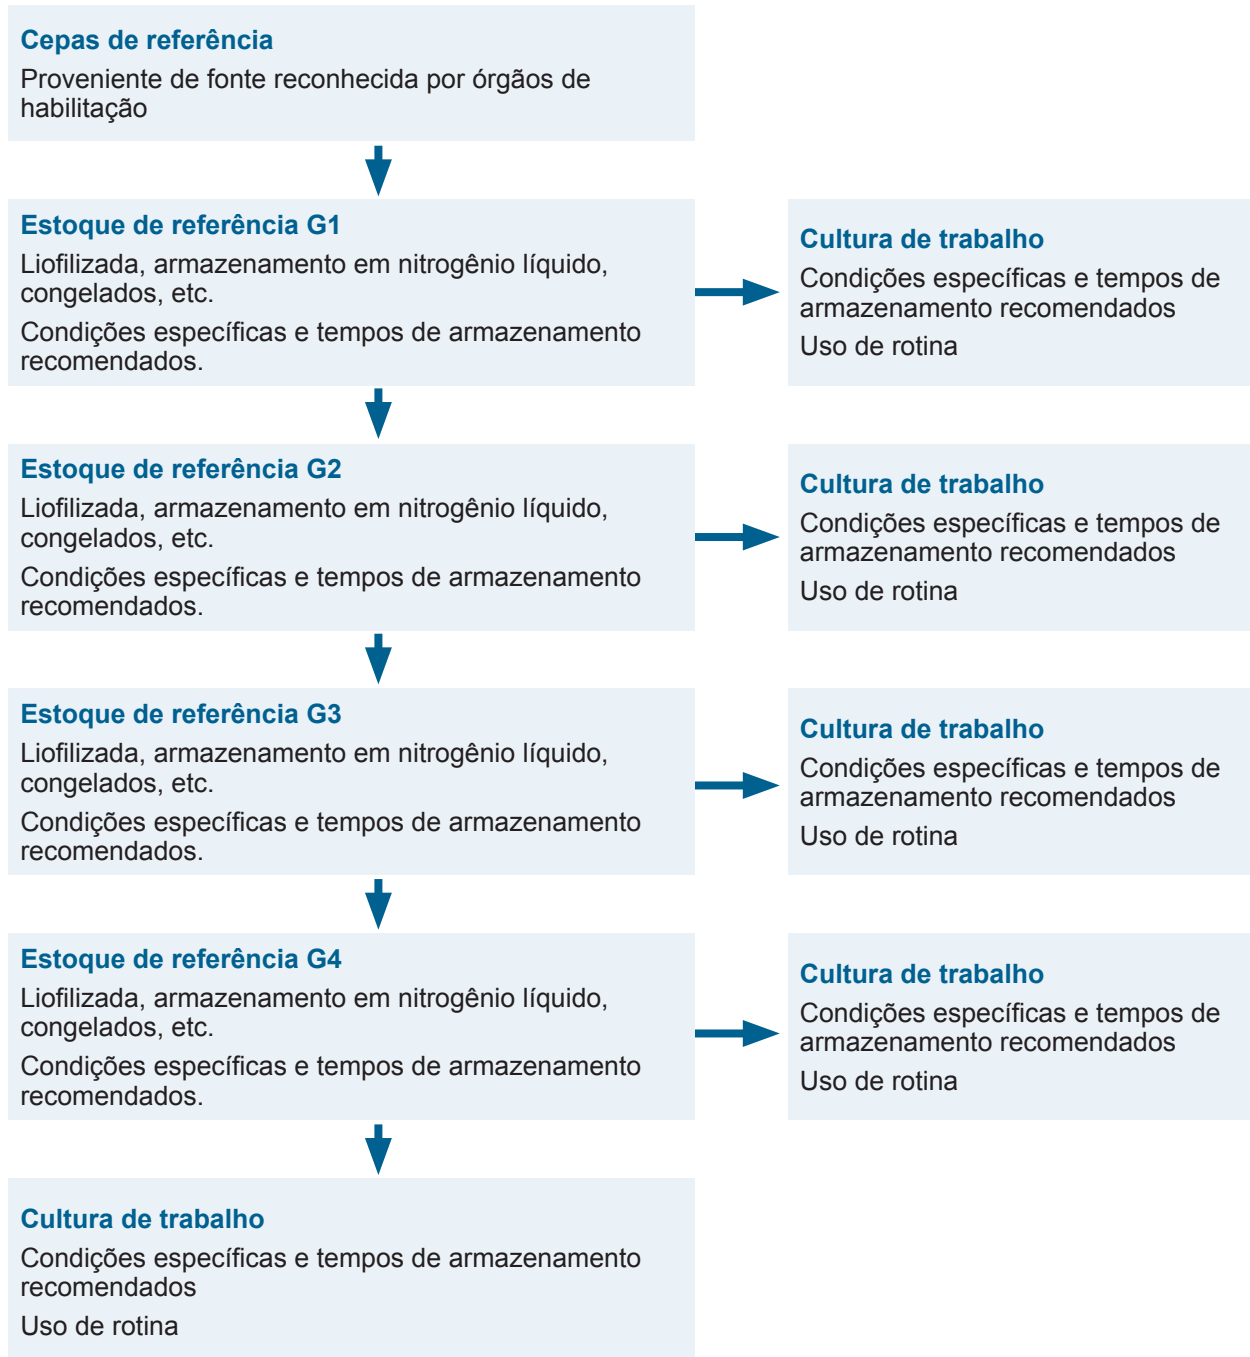 Cepas de referência
Proveniente de fonte reconhecida por órgãos de
habilitação
Estoque de referência G1
Liofilizada, armazenamento em nitrogênio líquido,
congelados, etc.
Condições específicas e tempos de armazenamento
recomendados.
Cultura de trabalho
Condições específicas e tempos de
armazenamento recomendados
Uso de rotina
Estoque de referência G2
Liofilizada, armazenamento em nitrogênio líquido,
congelados, etc.
Condições específicas e tempos de armazenamento
recomendados.
Cultura de trabalho
Condições específicas e tempos de
armazenamento recomendados
Uso de rotina
Estoque de referência G3
Liofilizada, armazenamento em nitrogênio líquido,
congelados, etc.
Condições específicas e tempos de armazenamento
recomendados.
Cultura de trabalho
Condições específicas e tempos de
armazenamento recomendados
Uso de rotina
Estoque de referência G4
Liofilizada, armazenamento em nitrogênio líquido,
congelados, etc.
Condições específicas e tempos de armazenamento
recomendados.
Cultura de trabalho
Condições específicas e tempos de
armazenamento recomendados
Uso de rotina
Cultura de trabalho
Condições específicas e tempos de armazenamento
recomendados
Uso de rotina